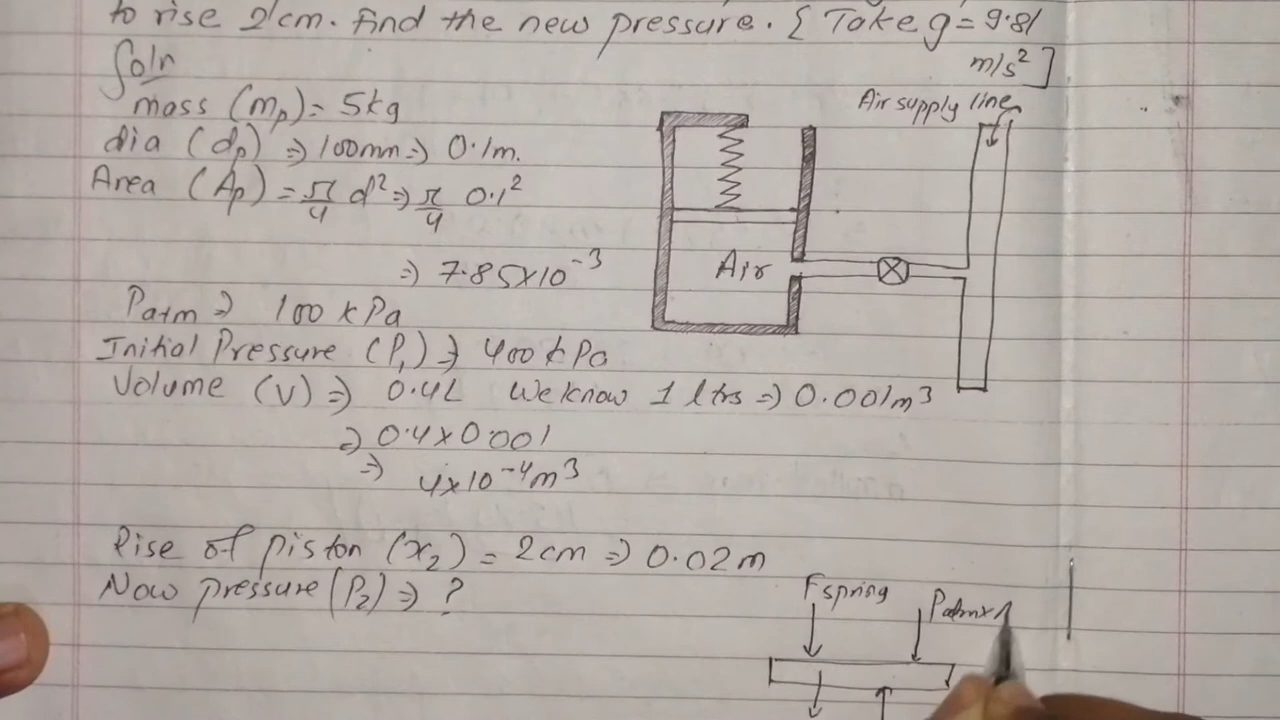 to rise 2cm. Find the new pressure. [Take g = 9.81
m/s²]
Soln
mass (mp) = 5kg
dia (dp) ⇒ 100mm ⇒ 0.1m.
Area (Ap) = π/4 d² ⇒ π/4 0.1²
⇒ 7.85×10⁻³
Patm ⇒ 100 kPa
Initial Pressure (P₁) ⇒ 400 kPa
Volume (V) ⇒ 0.4L We know 1 ltrs ⇒ 0.001m³
⇒ 0.4×0.001
⇒ 4×10⁻⁴m³
Rise of piston (x₂) = 2cm ⇒ 0.02m
Now pressure (P₂) ⇒ ?
Air supply line
Air
Fspring
Patm×A